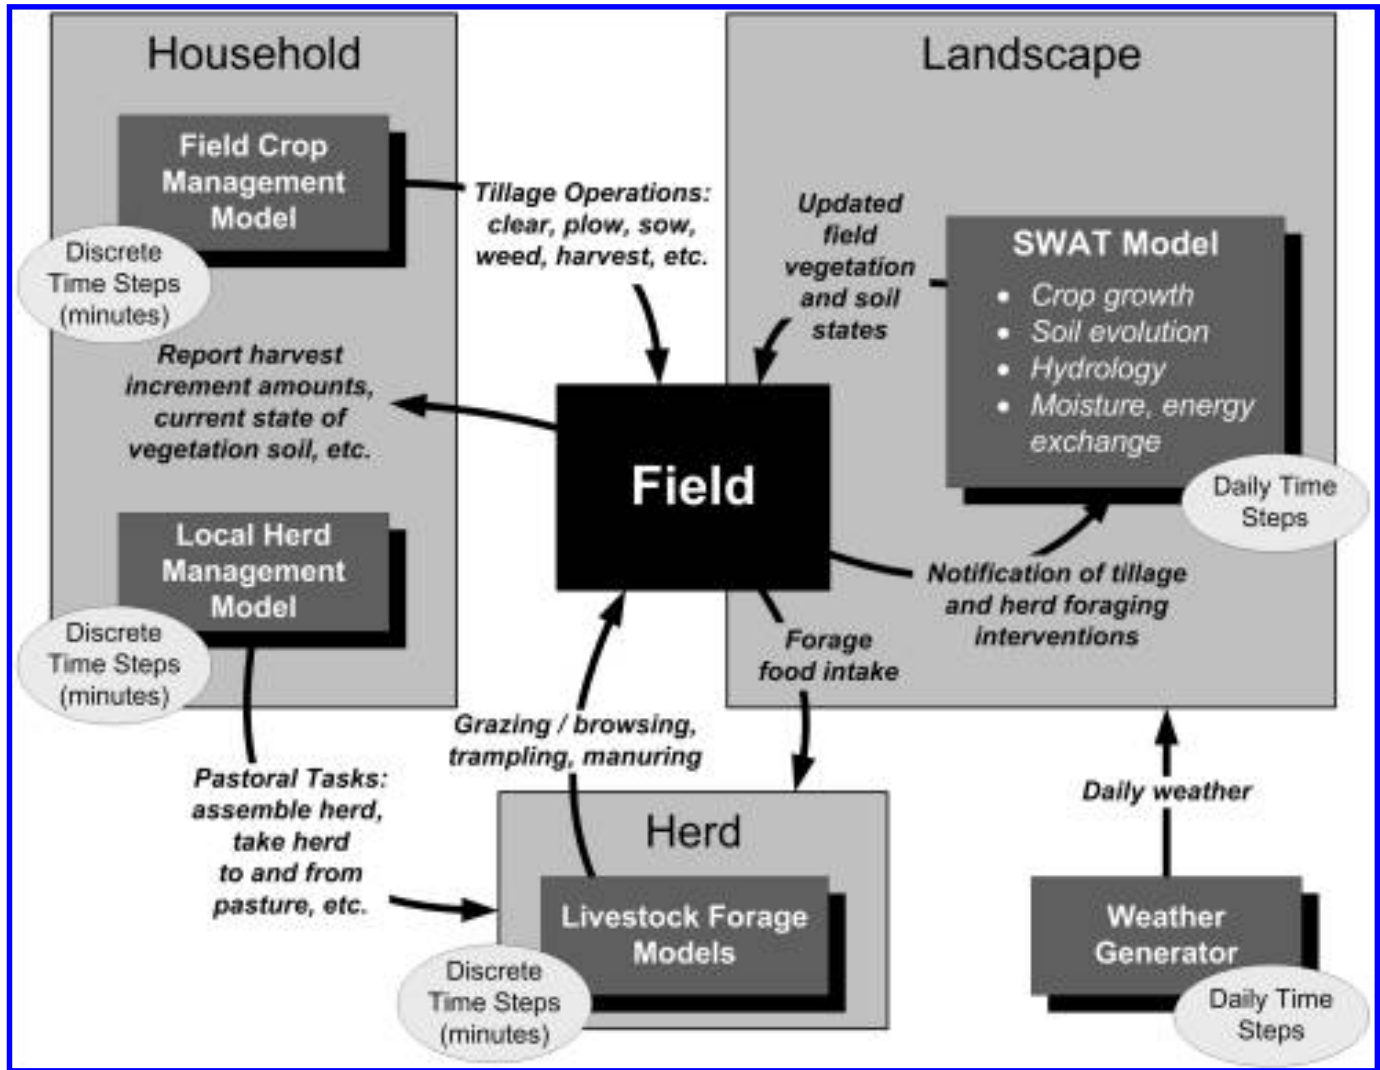 Household
Field Crop
Management
Model
Discrete
Time Steps
(minutes)
Report harvest
increment amounts,
current state of
vegetation soil, etc.
Local Herd
Management
Model
Discrete
Time Steps
(minutes)
Pastoral Tasks:
assemble herd,
take herd
to and from
pasture, etc.
Tillage Operations:
clear, plow, sow,
weed, harvest, etc.
Field
Grazing / browsing,
trampling, manuring
Landscape
Updated
field
vegetation
and soil
states
SWAT Model
• Crop growth
• Soil evolution
• Hydrology
• Moisture, energy
exchange
Daily Time
Steps
Notification of tillage
and herd foraging
interventions
Forage
food intake
Herd
Livestock Forage
Models
Discrete
Time Steps
(minutes)
Daily weather
Weather
Generator
Daily Time
Steps